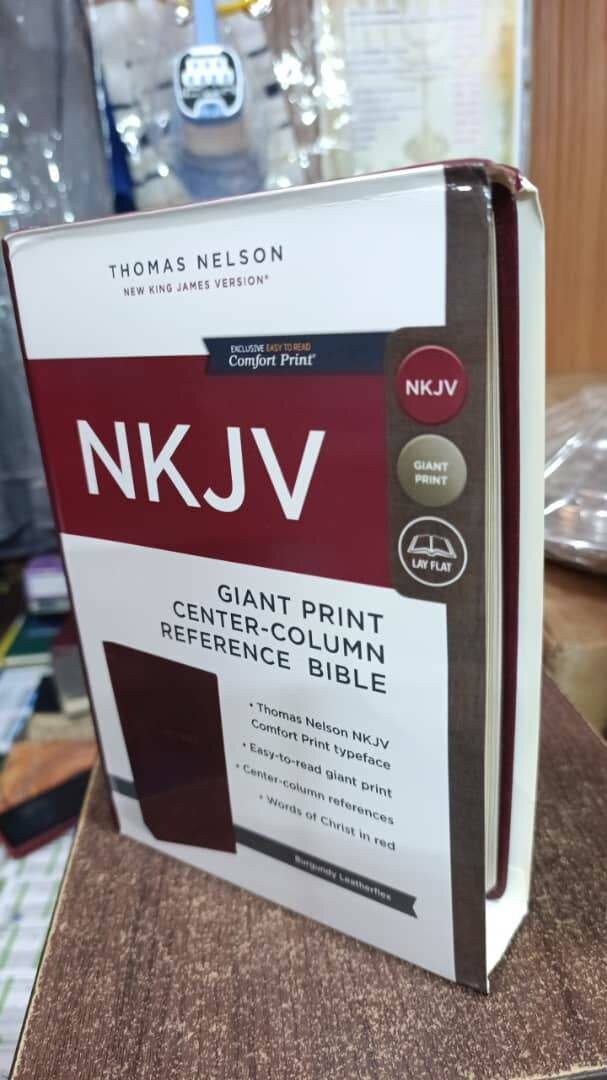 THOMAS NELSON
NEW KING JAMES VERSION®
EXCLUSIVE EASY TO READ
Comfort Print®
NKJV
NKJV
GIANT
PRINT
LAY FLAT
GIANT PRINT
CENTER-COLUMN
REFERENCE BIBLE
• Thomas Nelson NKJV
Comfort Print typeface
• Easy-to-read giant print
• Center-column references
• Words of Christ in red
Burgundy Leatherflex